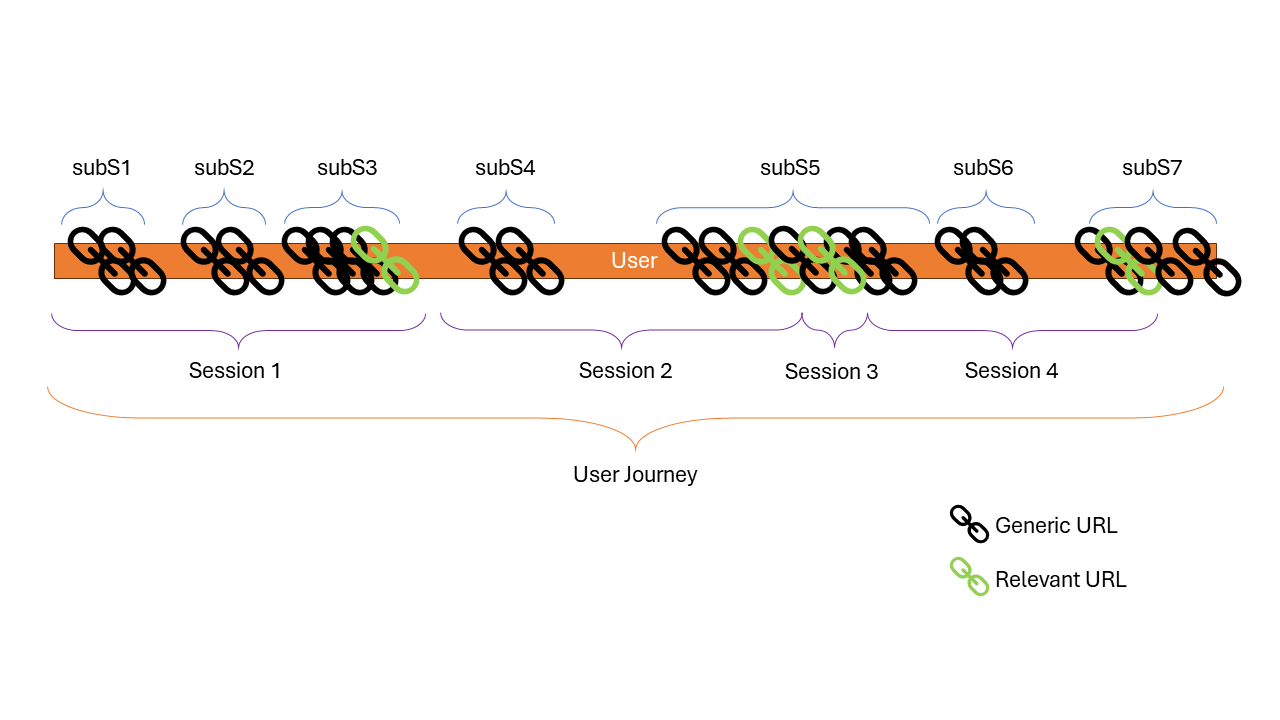 subS1 subS2 subS3 subS4 subS5 subS6 subS7
User
Session 1 Session 2 Session 3 Session 4
User Journey
Generic URL
Relevant URL